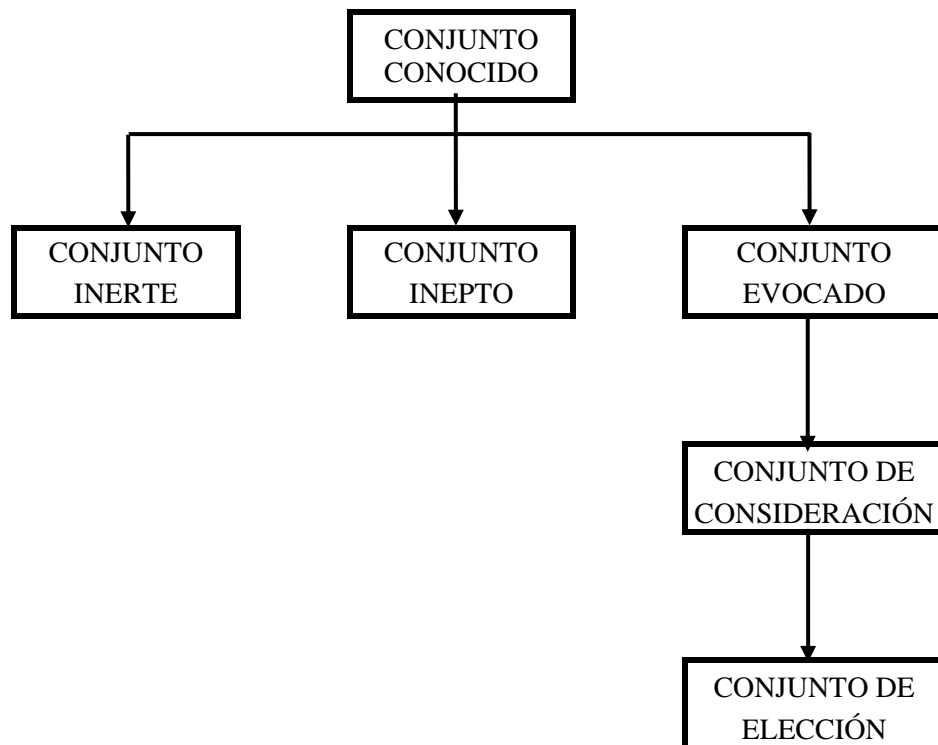 CONJUNTO
CONOCIDO
CONJUNTO
INERTE
CONJUNTO
INEPTO
CONJUNTO
EVOCADO
CONJUNTO DE
CONSIDERACIÓN
CONJUNTO DE
ELECCIÓN